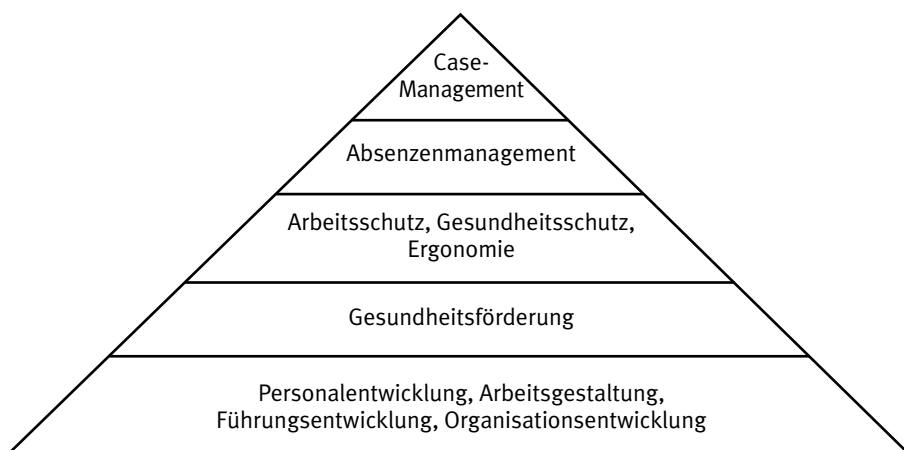 Case-
Management
Absenzenmanagement
Arbeitsschutz, Gesundheitsschutz,
Ergonomie
Gesundheitsförderung
Personalentwicklung, Arbeitsgestaltung,
Führungsentwicklung, Organisationsentwicklung